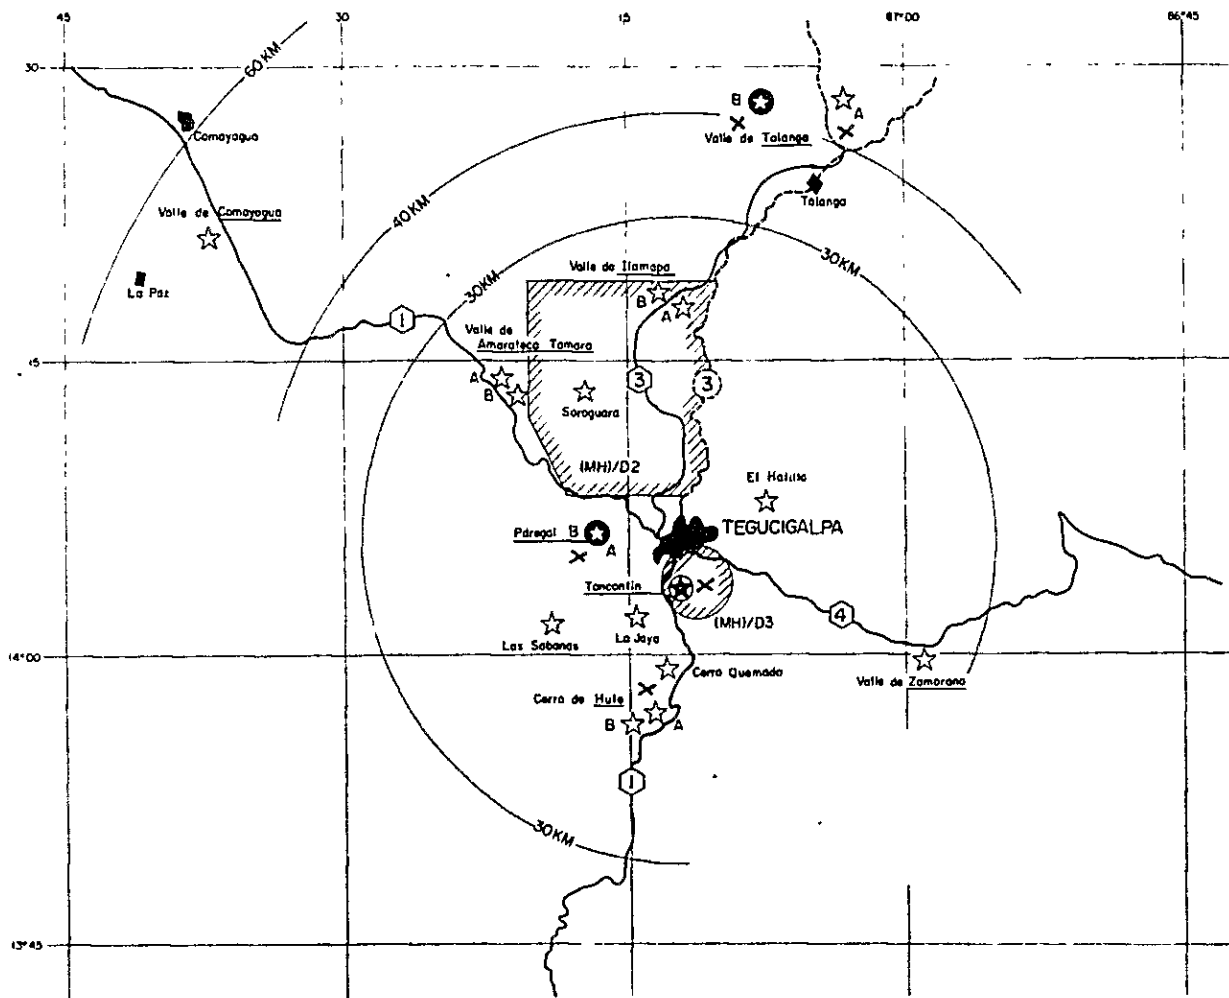 45
30
15
87°00
86°45
30
60KM
B
A
Comayagua
Valle de Talanga
40KM
Talanga
Valle de Comayagua
30KM
Valle de Ilamapa
30KM
La Paz
B
A
1
Valle de
Amarateca Tamara
45
A
3
3
B
Soroguara
(MH)/D2
El Hatillo
TEGUCIGALPA
B
Pdregal
A
Toncontin
4
(MH)/D3
Las Sabanas
La Joya
14°00
Cerro Quemado
Valle de Zamorano
Cerro de Hule
B
A
1
30KM
13°45